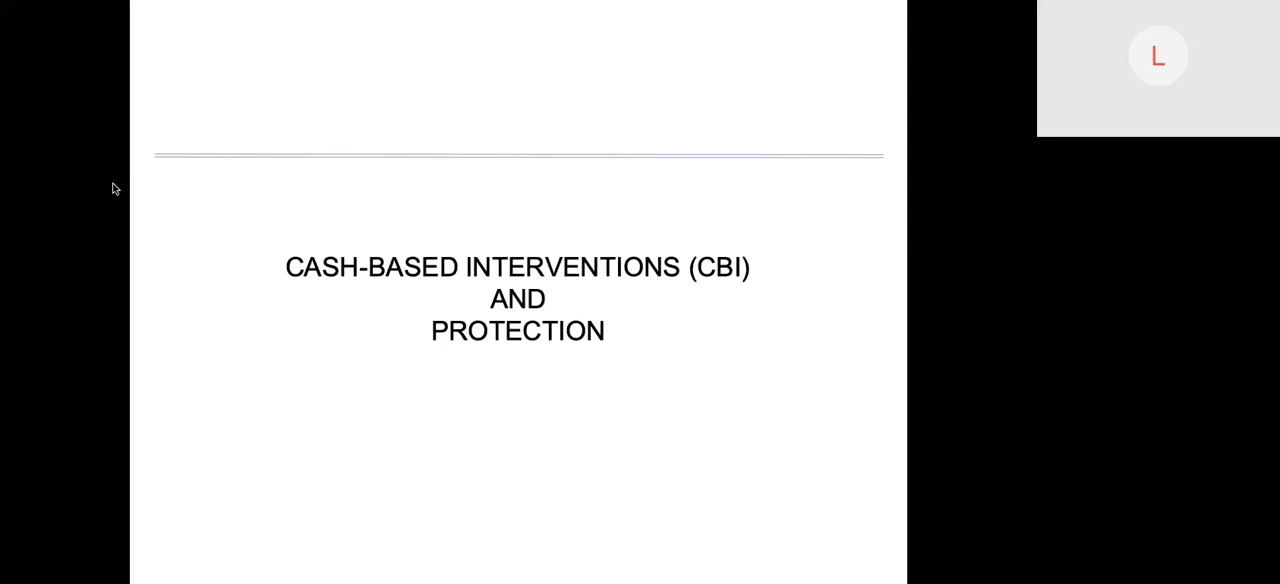 L
CASH-BASED INTERVENTIONS (CBI)
AND
PROTECTION